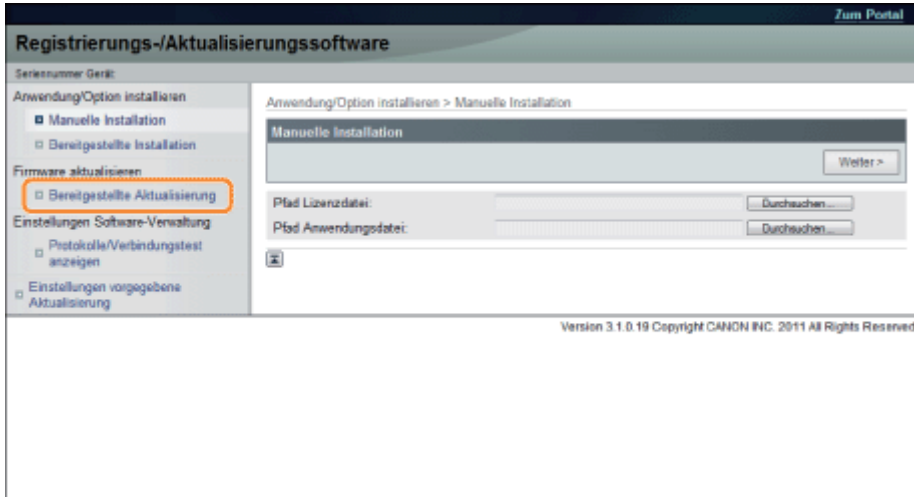 Zum Portal
Registrierungs-/Aktualisierungssoftware
Seriennummer Gerät:
Anwendung/Option installieren
Manuelle Installation
Bereitgestellte Installation
Firmware aktualisieren
Bereitgestellte Aktualisierung
Einstellungen Software-Verwaltung
Protokolle/Verbindungstest
anzeigen
Einstellungen vorgegebene
Aktualisierung
Anwendung/Option installieren > Manuelle Installation
Manuelle Installation
Weiter >
Pfad Lizenzdatei:
Durchsuchen...
Pfad Anwendungsdatei:
Durchsuchen...
Version 3.1.0.19 Copyright CANON INC. 2011 All Rights Reserved